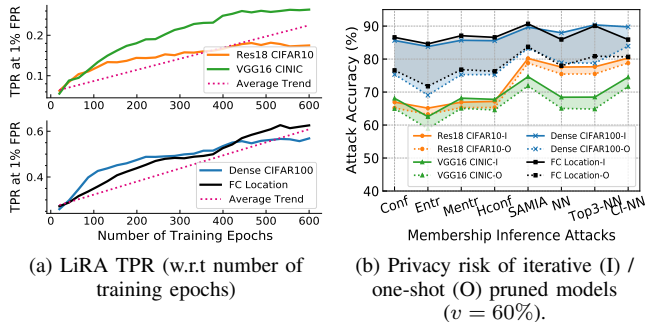 TPR at 1% FPR
0.2
0.1
Res18 CIFAR10
VGG16 CINIC
Average Trend
0 100 200 300 400 500 600
TPR at 1% FPR
0.6
0.4
Dense CIFAR100
FC Location
Average Trend
0 100 200 300 400 500 600
Number of Training Epochs
(a) LiRA TPR (w.r.t number of
training epochs)
Attack Accuracy (%)
90
80
70
60
50
40
Res18 CIFAR10-I
Res18 CIFAR10-O
VGG16 CINIC-I
VGG16 CINIC-O
Dense CIFAR100-I
Dense CIFAR100-O
FC Location-I
FC Location-O
Conf Entr Mentr Hconf SAMIA NN Top3-NN Cl-NN
Membership Inference Attacks
(b) Privacy risk of iterative (I) /
one-shot (O) pruned models
(v = 60%).